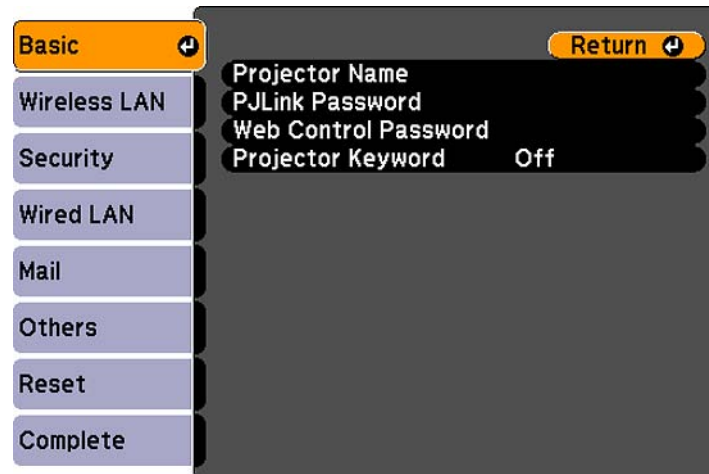 Basic
Wireless LAN
Security
Wired LAN
Mail
Others
Reset
Complete
Return
Projector Name
PJLink Password
Web Control Password
Projector Keyword Off